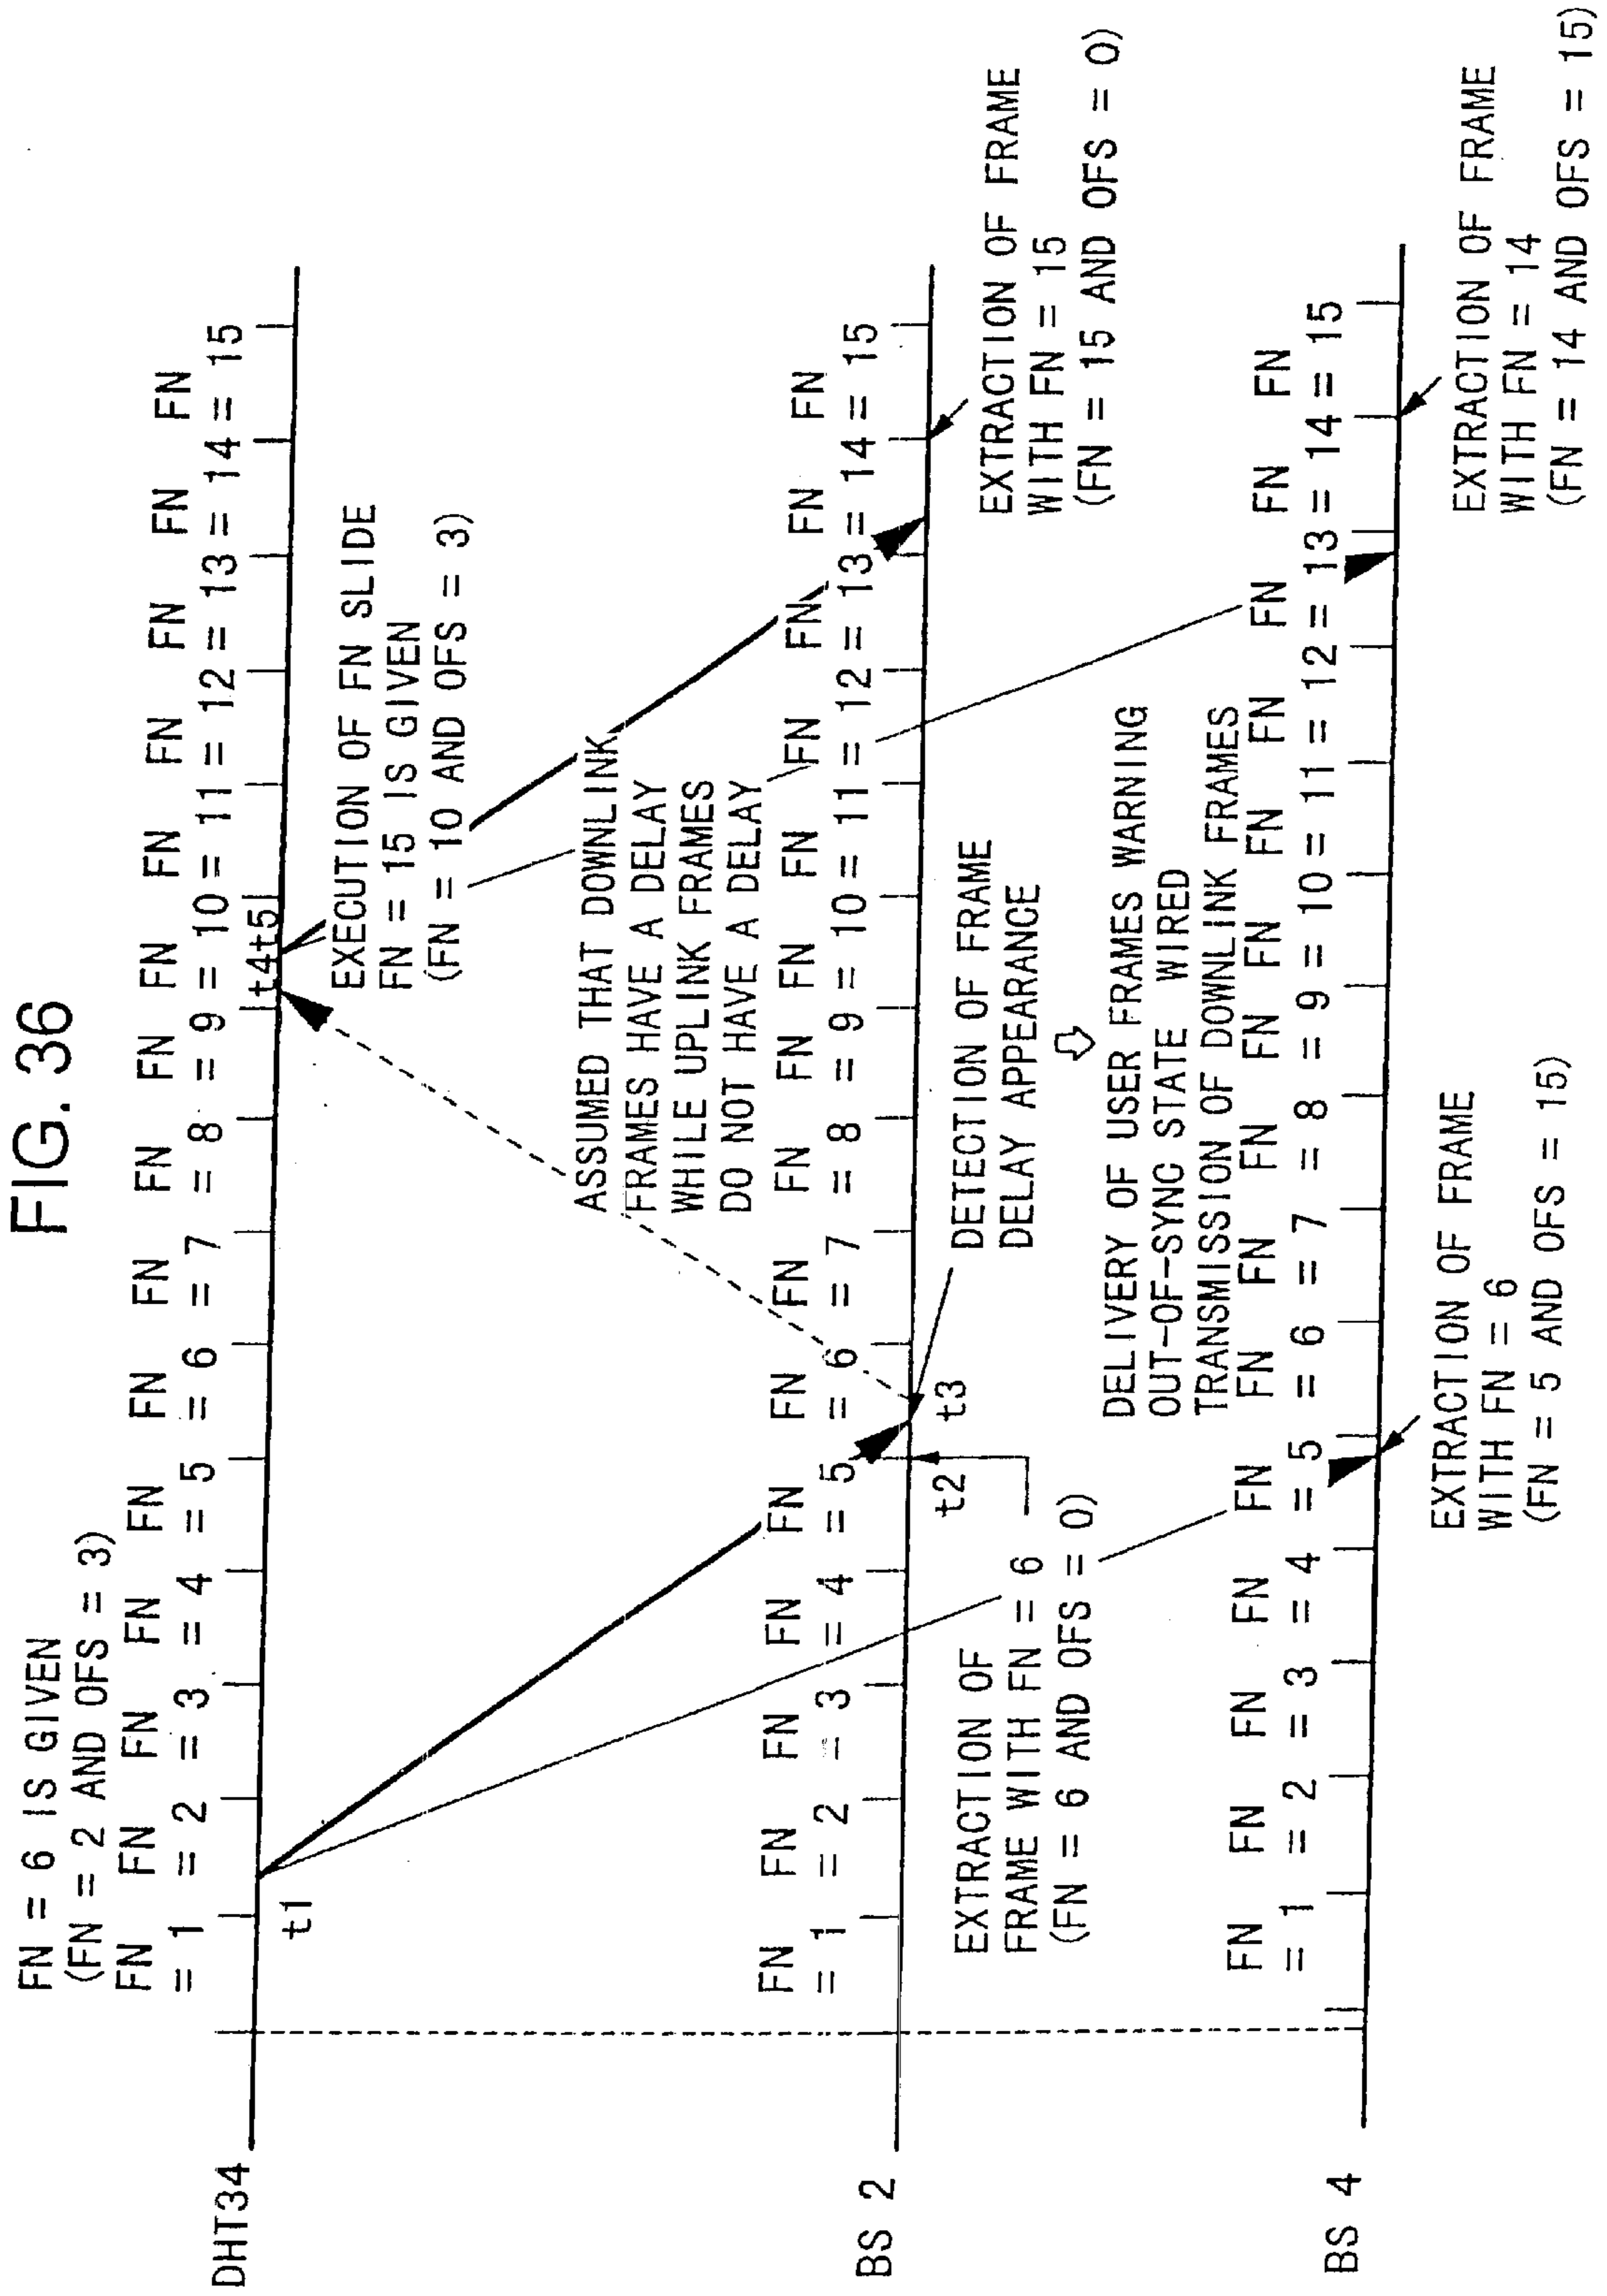 FIG. 36
FN = 6 IS GIVEN
(FN = 2 AND OFS = 3)
FN FN FN FN FN FN FN FN FN FN FN FN FN FN FN
= 1 = 2 = 3 = 4 = 5 = 6 = 7 = 8 = 9 = 10 = 11 = 12 = 13 = 14 = 15
DHT34
t1
t4t5
EXECUTION OF FN SLIDE
FN = 15 IS GIVEN
(FN = 10 AND OFS = 3)
ASSUMED THAT DOWNLINK
FRAMES HAVE A DELAY
WHILE UPLINK FRAMES
DO NOT HAVE A DELAY
FN FN FN FN FN FN FN FN FN FN FN FN FN FN FN
= 1 = 2 = 3 = 4 = 5 = 6 = 7 = 8 = 9 = 10 = 11 = 12 = 13 = 14 = 15
BS 2
t2
t3
EXTRACTION OF
FRAME WITH FN = 6
(FN = 6 AND OFS = 0)
DETECTION OF FRAME
DELAY APPEARANCE
DELIVERY OF USER FRAMES WARNING
OUT-OF-SYNC STATE WIRED
TRANSMISSION OF DOWNLINK FRAMES
EXTRACTION OF FRAME
WITH FN = 15
(FN = 15 AND OFS = 0)
FN FN FN FN FN FN FN FN FN FN FN FN FN FN FN
= 1 = 2 = 3 = 4 = 5 = 6 = 7 = 8 = 9 = 10 = 11 = 12 = 13 = 14 = 15
BS 4
EXTRACTION OF FRAME
WITH FN = 6
(FN = 5 AND OFS = 15)
EXTRACTION OF FRAME
WITH FN = 14
(FN = 14 AND OFS = 15)